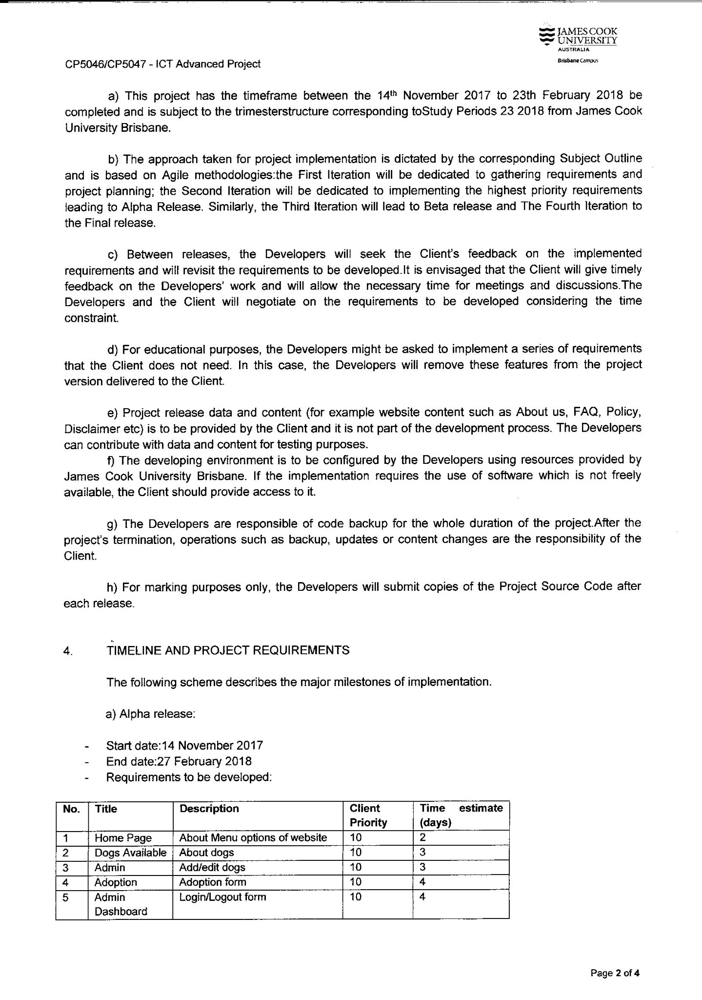 JAMES COOK
UNIVERSITY
AUSTRALIA
Brisbane Campus
CP5046/CP5047 - ICT Advanced Project
a) This project has the timeframe between the 14th November 2017 to 23th February 2018 be
completed and is subject to the trimesterstructure corresponding toStudy Periods 23 2018 from James Cook
University Brisbane.
b) The approach taken for project implementation is dictated by the corresponding Subject Outline
and is based on Agile methodologies:the First Iteration will be dedicated to gathering requirements and
project planning; the Second Iteration will be dedicated to implementing the highest priority requirements
leading to Alpha Release. Similarly, the Third Iteration will lead to Beta release and The Fourth Iteration to
the Final release.
c) Between releases, the Developers will seek the Client's feedback on the implemented
requirements and will revisit the requirements to be developed.It is envisaged that the Client will give timely
feedback on the Developers' work and will allow the necessary time for meetings and discussions.The
Developers and the Client will negotiate on the requirements to be developed considering the time
constraint.
d) For educational purposes, the Developers might be asked to implement a series of requirements
that the Client does not need. In this case, the Developers will remove these features from the project
version delivered to the Client.
e) Project release data and content (for example website content such as About us, FAQ, Policy,
Disclaimer etc) is to be provided by the Client and it is not part of the development process. The Developers
can contribute with data and content for testing purposes.
f) The developing environment is to be configured by the Developers using resources provided by
James Cook University Brisbane. If the implementation requires the use of software which is not freely
available, the Client should provide access to it.
g) The Developers are responsible of code backup for the whole duration of the project.After the
project's termination, operations such as backup, updates or content changes are the responsibility of the
Client.
h) For marking purposes only, the Developers will submit copies of the Project Source Code after
each release.
4. TIMELINE AND PROJECT REQUIREMENTS
The following scheme describes the major milestones of implementation.
a) Alpha release:
- Start date:14 November 2017
- End date:27 February 2018
- Requirements to be developed:
No. Title Description Client Time estimate
Priority (days)
1 Home Page About Menu options of website 10 2
2 Dogs Available About dogs 10 3
3 Admin Add/edit dogs 10 3
4 Adoption Adoption form 10 4
5 Admin Login/Logout form 10 4
Dashboard
Page 2 of 4